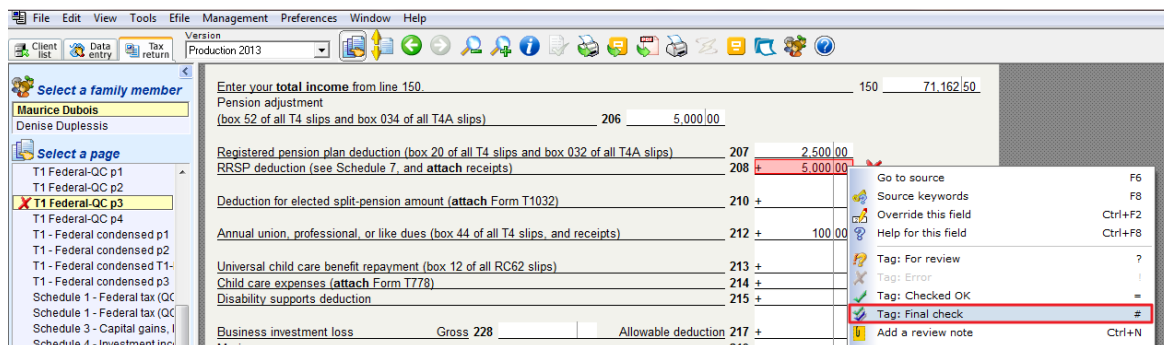 File Edit View Tools Efile Management Preferences Window Help
Client list Data entry Tax return
Version
Production 2013
Select a family member
Maurice Dubois
Denise Duplessis
Select a page
T1 Federal-QC p1
T1 Federal-QC p2
T1 Federal-QC p3
T1 Federal-QC p4
T1 - Federal condensed p1
T1 - Federal condensed p2
T1 - Federal condensed T1-
T1 - Federal condensed p3
Schedule 1 - Federal tax (QC
Schedule 1 - Federal tax (QC
Schedule 3 - Capital gains, l
Schedule 4 - Investment inc
Enter your total income from line 150. 150 71,162 50
Pension adjustment
(box 52 of all T4 slips and box 034 of all T4A slips) 206 5,000 00
Registered pension plan deduction (box 20 of all T4 slips and box 032 of all T4A slips) 207 2,500 00
RRSP deduction (see Schedule 7, and attach receipts) 208 + 5,000 00
Deduction for elected split-pension amount (attach Form T1032) 210 +
Annual union, professional, or like dues (box 44 of all T4 slips, and receipts) 212 + 100 00
Universal child care benefit repayment (box 12 of all RC62 slips) 213 +
Child care expenses (attach Form T778) 214 +
Disability supports deduction 215 +
Business investment loss Gross 228 Allowable deduction 217 +
Go to source F6
Source keywords F8
Override this field Ctrl+F2
Help for this field Ctrl+F8
Tag: For review ?
Tag: Error !
Tag: Checked OK =
Tag: Final check #
Add a review note Ctrl+N